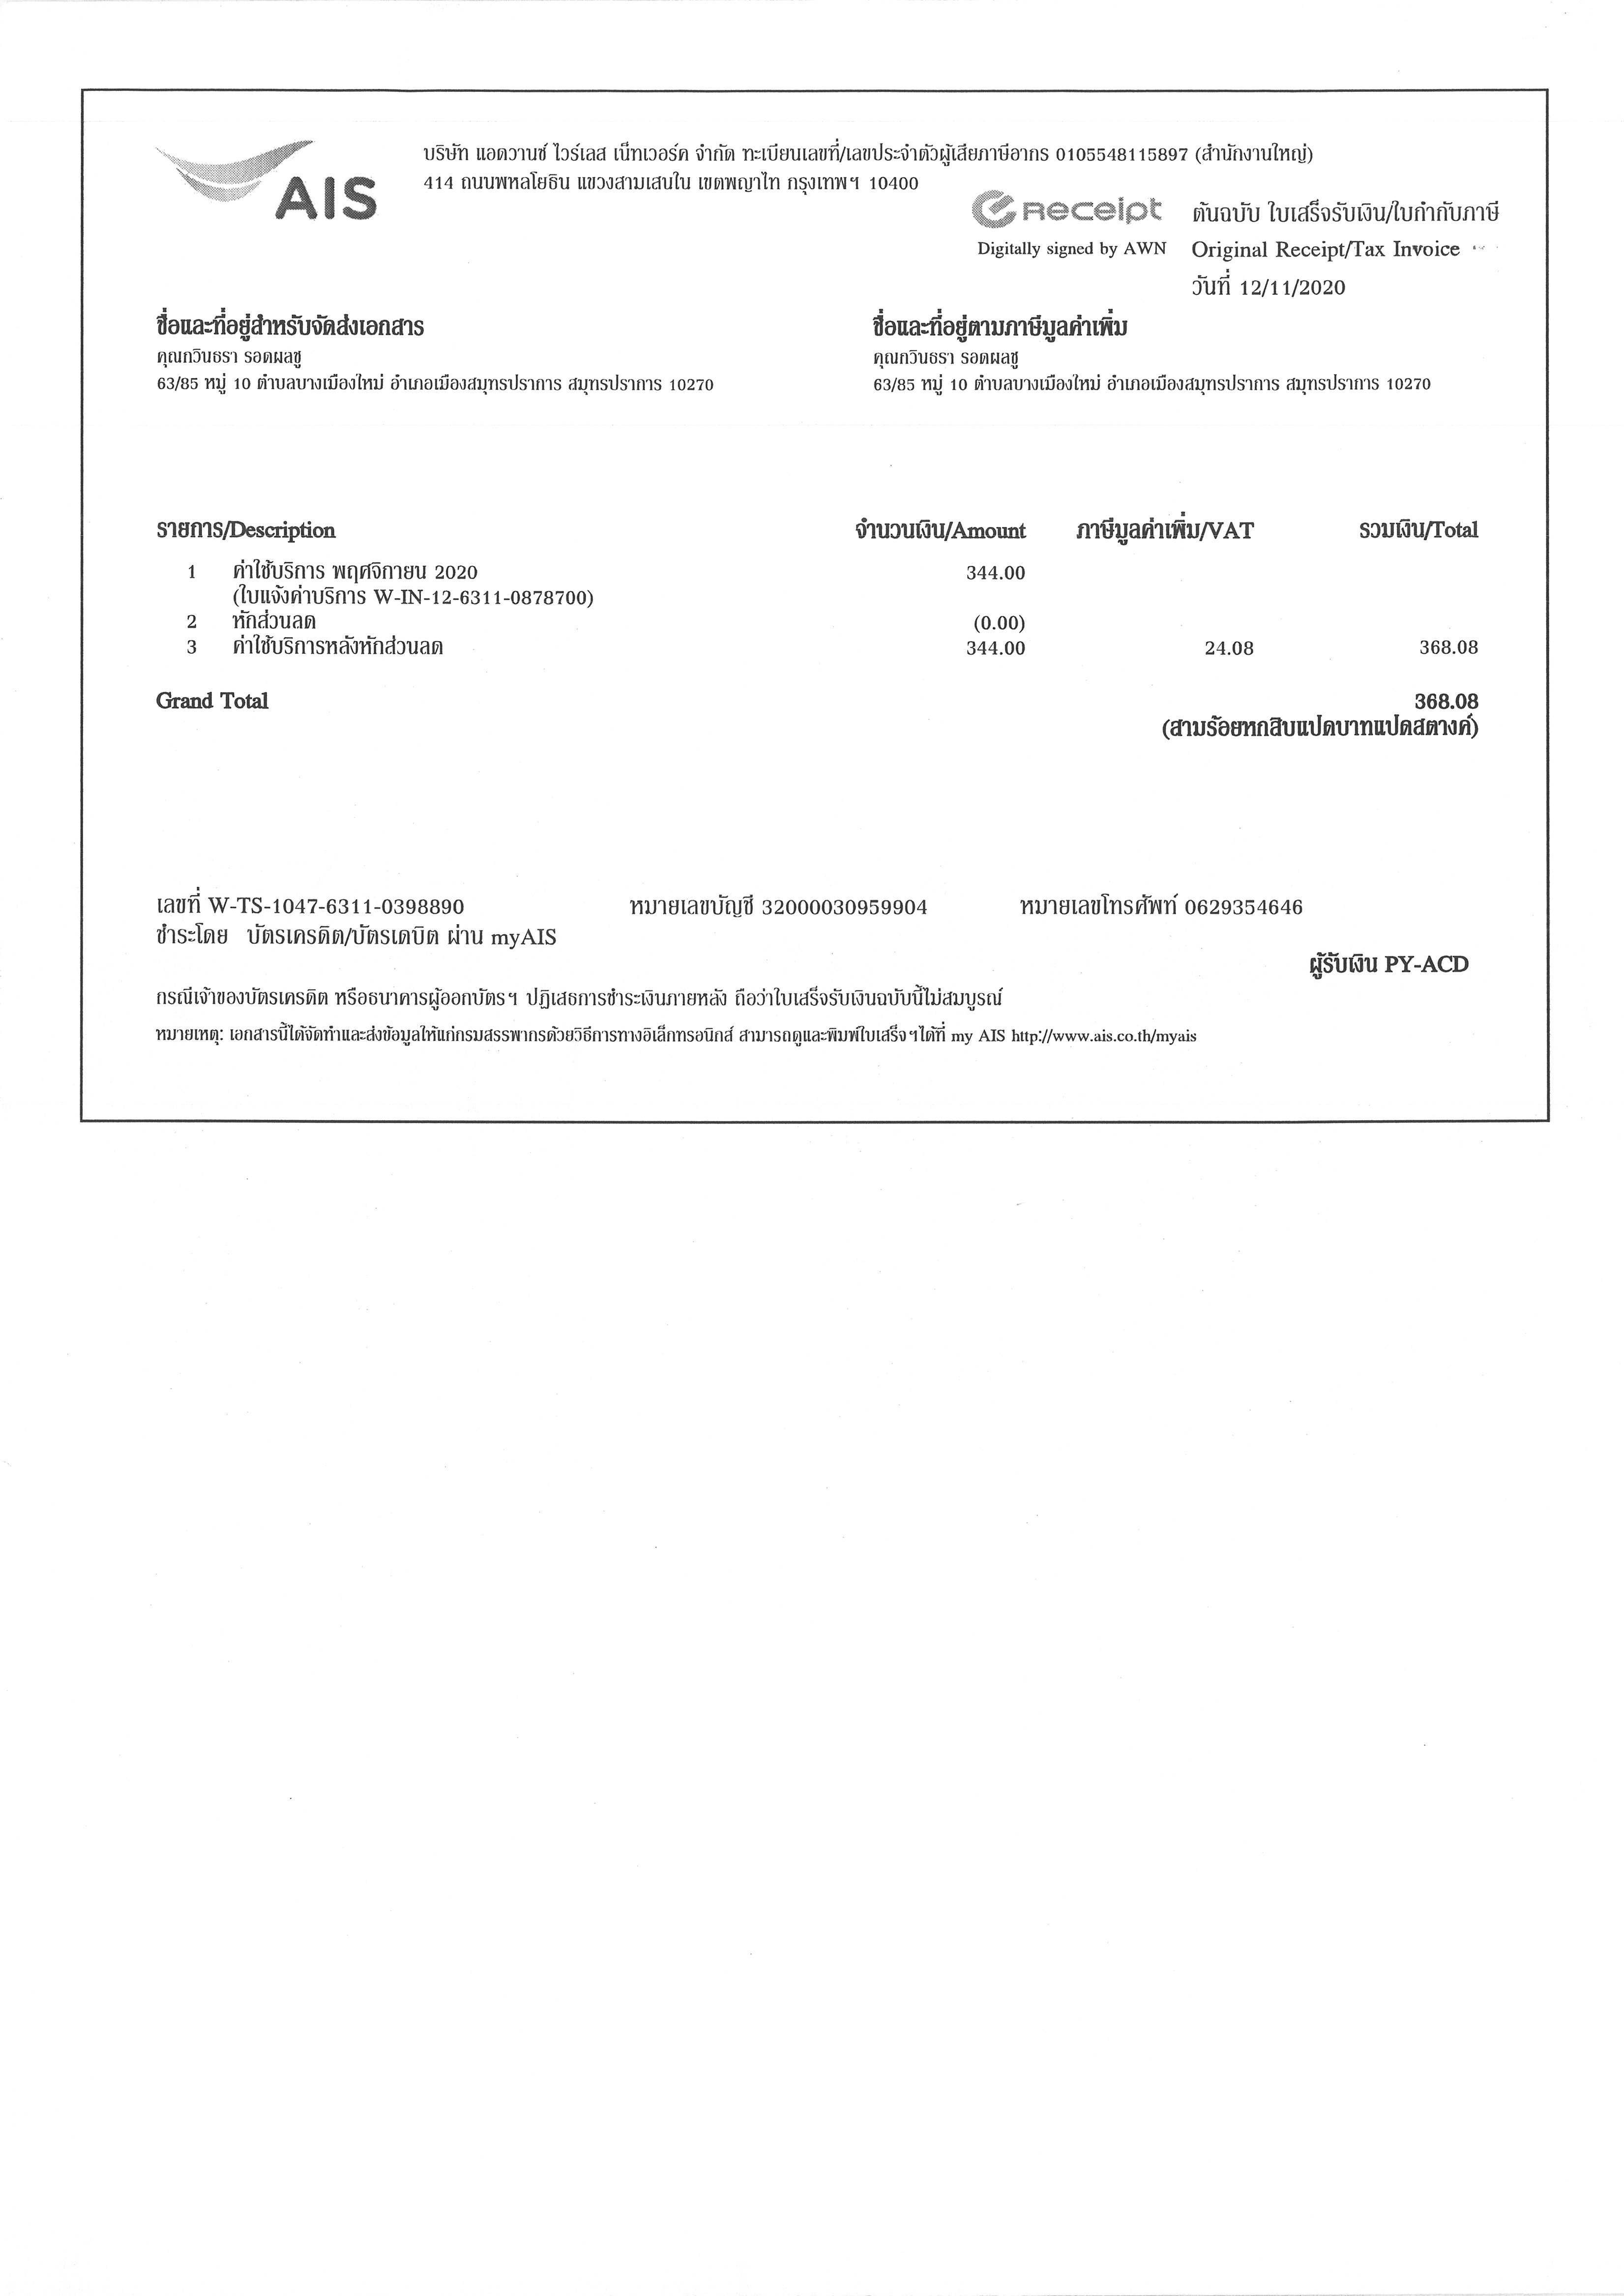 AIS
บริษัท แอดวานซ์ ไวร์เลส เน็ทเวอร์ค จำกัด ทะเบียนเลขที่/เลขประจำตัวผู้เสียภาษีอากร 0105548115897 (สำนักงานใหญ่)
414 ถนนพหลโยธิน แขวงสามเสนใน เขตพญาไท กรุงเทพฯ 10400
Receipt ต้นฉบับ ใบเสร็จรับเงิน/ใบกำกับภาษี
Digitally signed by AWN Original Receipt/Tax Invoice
วันที่ 12/11/2020
ชื่อและที่อยู่สำหรับจัดส่งเอกสาร ชื่อและที่อยู่ตามภาษีมูลค่าเพิ่ม
คุณกวินธรา รอดผลชู คุณกวินธรา รอดผลชู
63/85 หมู่ 10 ตำบลบางเมืองใหม่ อำเภอเมืองสมุทรปราการ สมุทรปราการ 10270 63/85 หมู่ 10 ตำบลบางเมืองใหม่ อำเภอเมืองสมุทรปราการ สมุทรปราการ 10270
รายการ/Description จำนวนเงิน/Amount ภาษีมูลค่าเพิ่ม/VAT รวมเงิน/Total
1 ค่าใช้บริการ พฤศจิกายน 2020 344.00
(ใบแจ้งค่าบริการ W-IN-12-6311-0878700)
2 หักส่วนลด (0.00)
3 ค่าใช้บริการหลังหักส่วนลด 344.00 24.08 368.08
Grand Total 368.08
(สามร้อยหกสิบแปดบาทแปดสตางค์)
เลขที่ W-TS-1047-6311-0398890 หมายเลขบัญชี 32000030959904 หมายเลขโทรศัพท์ 0629354646
ชำระโดย บัตรเครดิต/บัตรเดบิต ผ่าน myAIS
ผู้รับเงิน PY-ACD
กรณีเจ้าของบัตรเครดิต หรือธนาคารผู้ออกบัตรฯ ปฏิเสธการชำระเงินภายหลัง ถือว่าใบเสร็จรับเงินฉบับนี้ไม่สมบูรณ์
หมายเหตุ: เอกสารนี้ได้จัดทำและส่งข้อมูลให้แก่กรมสรรพากรด้วยวิธีการทางอิเล็กทรอนิกส์ สามารถดูและพิมพ์ใบเสร็จฯได้ที่ my AIS http://www.ais.co.th/myais